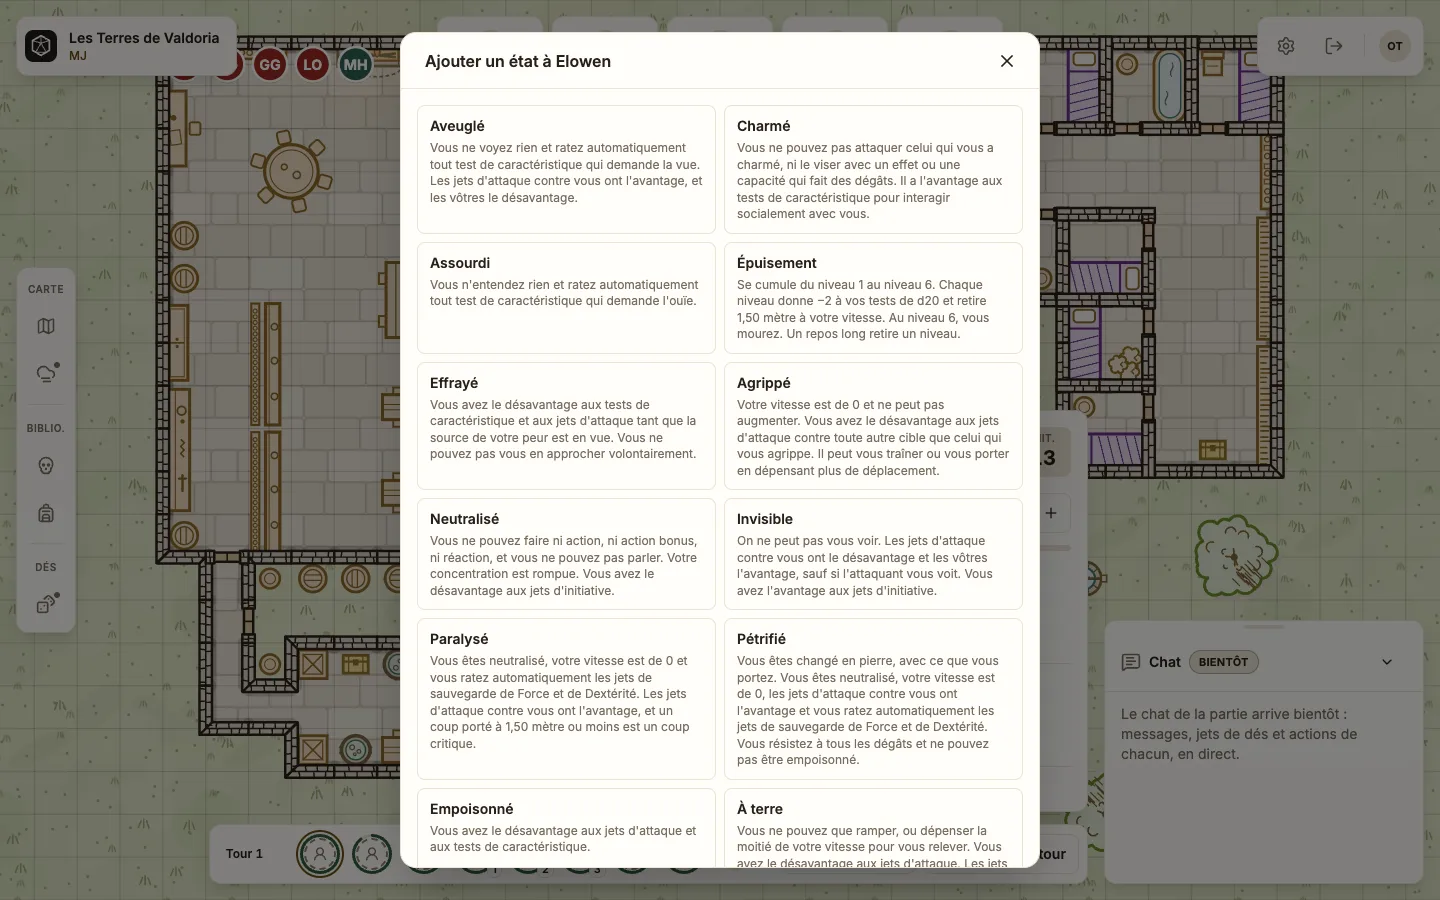 Les Terres de Valdoria
MJ
GG
LO
MH
OT
Ajouter un état à Elowen
Aveuglé
Vous ne voyez rien et ratez automatiquement
tout test de caractéristique qui demande la vue.
Les jets d'attaque contre vous ont l'avantage, et
les vôtres le désavantage.
Charmé
Vous ne pouvez pas attaquer celui qui vous a
charmé, ni le viser avec un effet ou une
capacité qui fait des dégâts. Il a l'avantage aux
tests de caractéristique pour interagir
socialement avec vous.
Assourdi
Vous n'entendez rien et ratez automatiquement
tout test de caractéristique qui demande l'ouïe.
Épuisement
Se cumule du niveau 1 au niveau 6. Chaque
niveau donne −2 à vos tests de d20 et retire
1,50 mètre à votre vitesse. Au niveau 6, vous
mourez. Un repos long retire un niveau.
Effrayé
Vous avez le désavantage aux tests de
caractéristique et aux jets d'attaque tant que la
source de votre peur est en vue. Vous ne
pouvez pas vous en approcher volontairement.
Agrippé
Votre vitesse est de 0 et ne peut pas
augmenter. Vous avez le désavantage aux jets
d'attaque contre toute autre cible que celui qui
vous agrippe. Il peut vous traîner ou vous porter
en dépensant plus de déplacement.
Neutralisé
Vous ne pouvez faire ni action, ni action bonus,
ni réaction, et vous ne pouvez pas parler. Votre
concentration est rompue. Vous avez le
désavantage aux jets d'initiative.
Invisible
On ne peut pas vous voir. Les jets d'attaque
contre vous ont le désavantage et les vôtres
l'avantage, sauf si l'attaquant vous voit. Vous
avez l'avantage aux jets d'initiative.
Paralysé
Vous êtes neutralisé, votre vitesse est de 0 et
vous ratez automatiquement les jets de
sauvegarde de Force et de Dextérité. Les jets
d'attaque contre vous ont l'avantage, et un
coup porté à 1,50 mètre ou moins est un coup
critique.
Pétrifié
Vous êtes changé en pierre, avec ce que vous
portez. Vous êtes neutralisé, votre vitesse est
de 0, les jets d'attaque contre vous ont
l'avantage et vous ratez automatiquement les
jets de sauvegarde de Force et de Dextérité.
Vous résistez à tous les dégâts et ne pouvez
pas être empoisonné.
Empoisonné
Vous avez le désavantage aux jets d'attaque et
aux tests de caractéristique.
À terre
Vous ne pouvez que ramper, ou dépenser la
moitié de votre vitesse pour vous relever. Vous
avez le désavantage aux jets d'attaque. Les jets
CARTE
BIBLIO.
DÉS
Chat
BIENTÔT
Le chat de la partie arrive bientôt :
messages, jets de dés et actions de
chacun, en direct.
Tour 1
1
2
3
tour